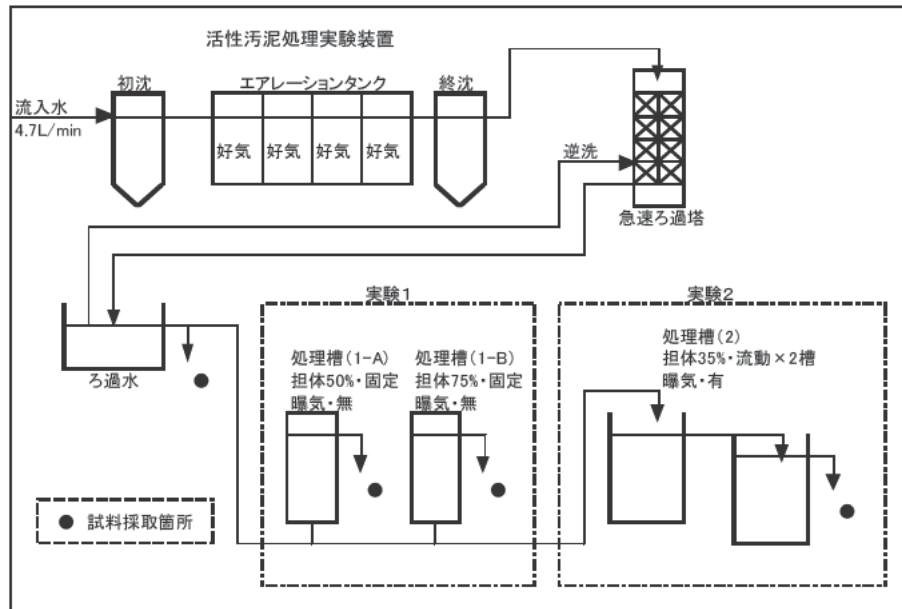 活性汚泥処理実験装置
初沈
エアレーションタンク
終沈
流入水
4.7L/min
好気
好気
好気
好気
逆洗
急速ろ過塔
ろ過水
実験1
処理槽(1-A)
担体50%・固定
曝気・無
処理槽(1-B)
担体75%・固定
曝気・無
実験2
処理槽(2)
担体35%・流動×2槽
曝気・有
● 試料採取箇所